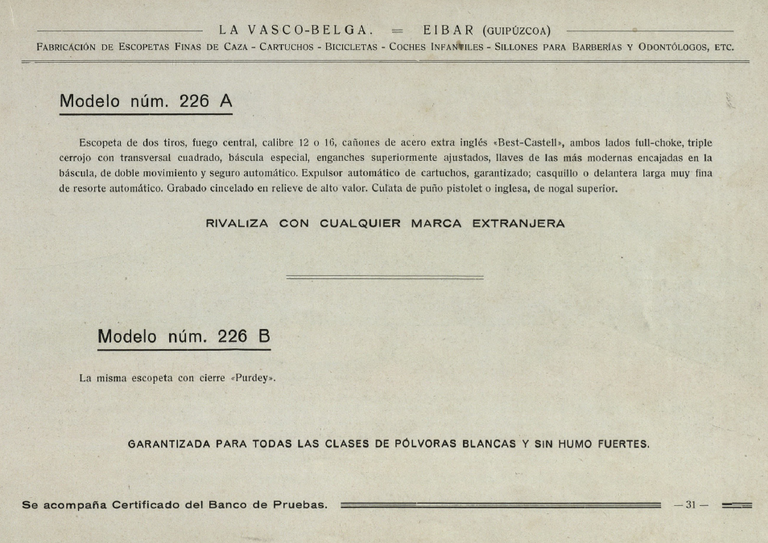 LA VASCO-BELGA. = EIBAR (GUIPÚZCOA)
FABRICACIÓN DE ESCOPETAS FINAS DE CAZA - CARTUCHOS - BICICLETAS - COCHES INFANTILES - SILLONES PARA BARBERÍAS Y ODONTÓLOGOS, ETC.
Modelo núm. 226 A
Escopeta de dos tiros, fuego central, calibre 12 o 16, cañones de acero extra inglés «Best-Castell», ambos lados full-choke, triple
cerrojo con transversal cuadrado, báscula especial, enganches superiormente ajustados, llaves de las más modernas encajadas en la
báscula, de doble movimiento y seguro automático. Expulsor automático de cartuchos, garantizado; casquillo o delantera larga muy fina
de resorte automático. Grabado cincelado en relieve de alto valor. Culata de puño pistolet o inglesa, de nogal superior.
RIVALIZA CON CUALQUIER MARCA EXTRANJERA
Modelo núm. 226 B
La misma escopeta con cierre «Purdey».
GARANTIZADA PARA TODAS LAS CLASES DE PÓLVORAS BLANCAS Y SIN HUMO FUERTES.
Se acompaña Certificado del Banco de Pruebas. — 31 —